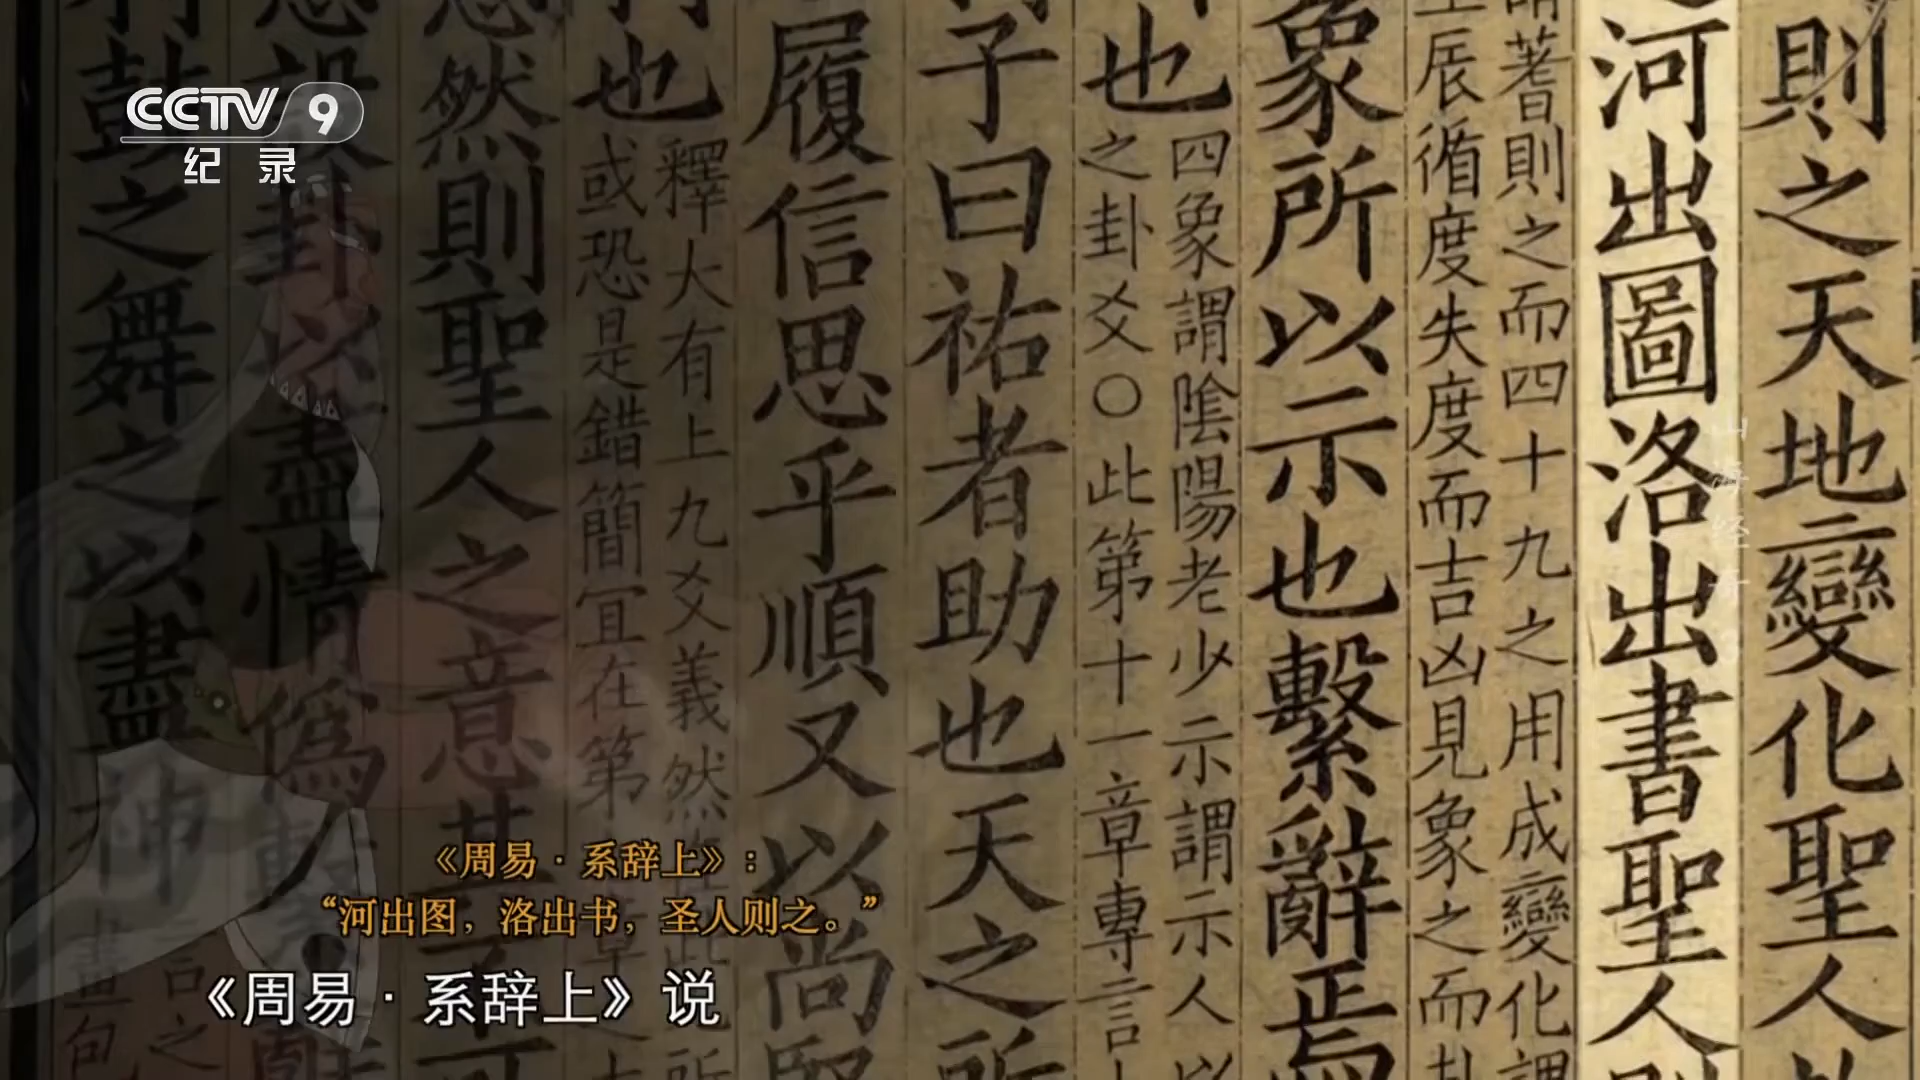 CCTV 9
纪录
則之天地變化聖人
河出圖洛出書聖人則
蓍則之而四十九之用成變化謂
辰循度失度而吉凶見象之而卦
象所以示也繫辭焉
四象謂陰陽老少示謂示人以
之卦爻〇此第十一章專言
也
子曰祐者助也天之所
履信思乎順又以尚賢
也
釋大有上九爻義然在此
或恐是錯簡宜在第
然則聖人之意其
盡情偽
鼓之舞之以盡神
《周易·系辞上》:
“河出图，洛出书，圣人则之。”
《周易·系辞上》说